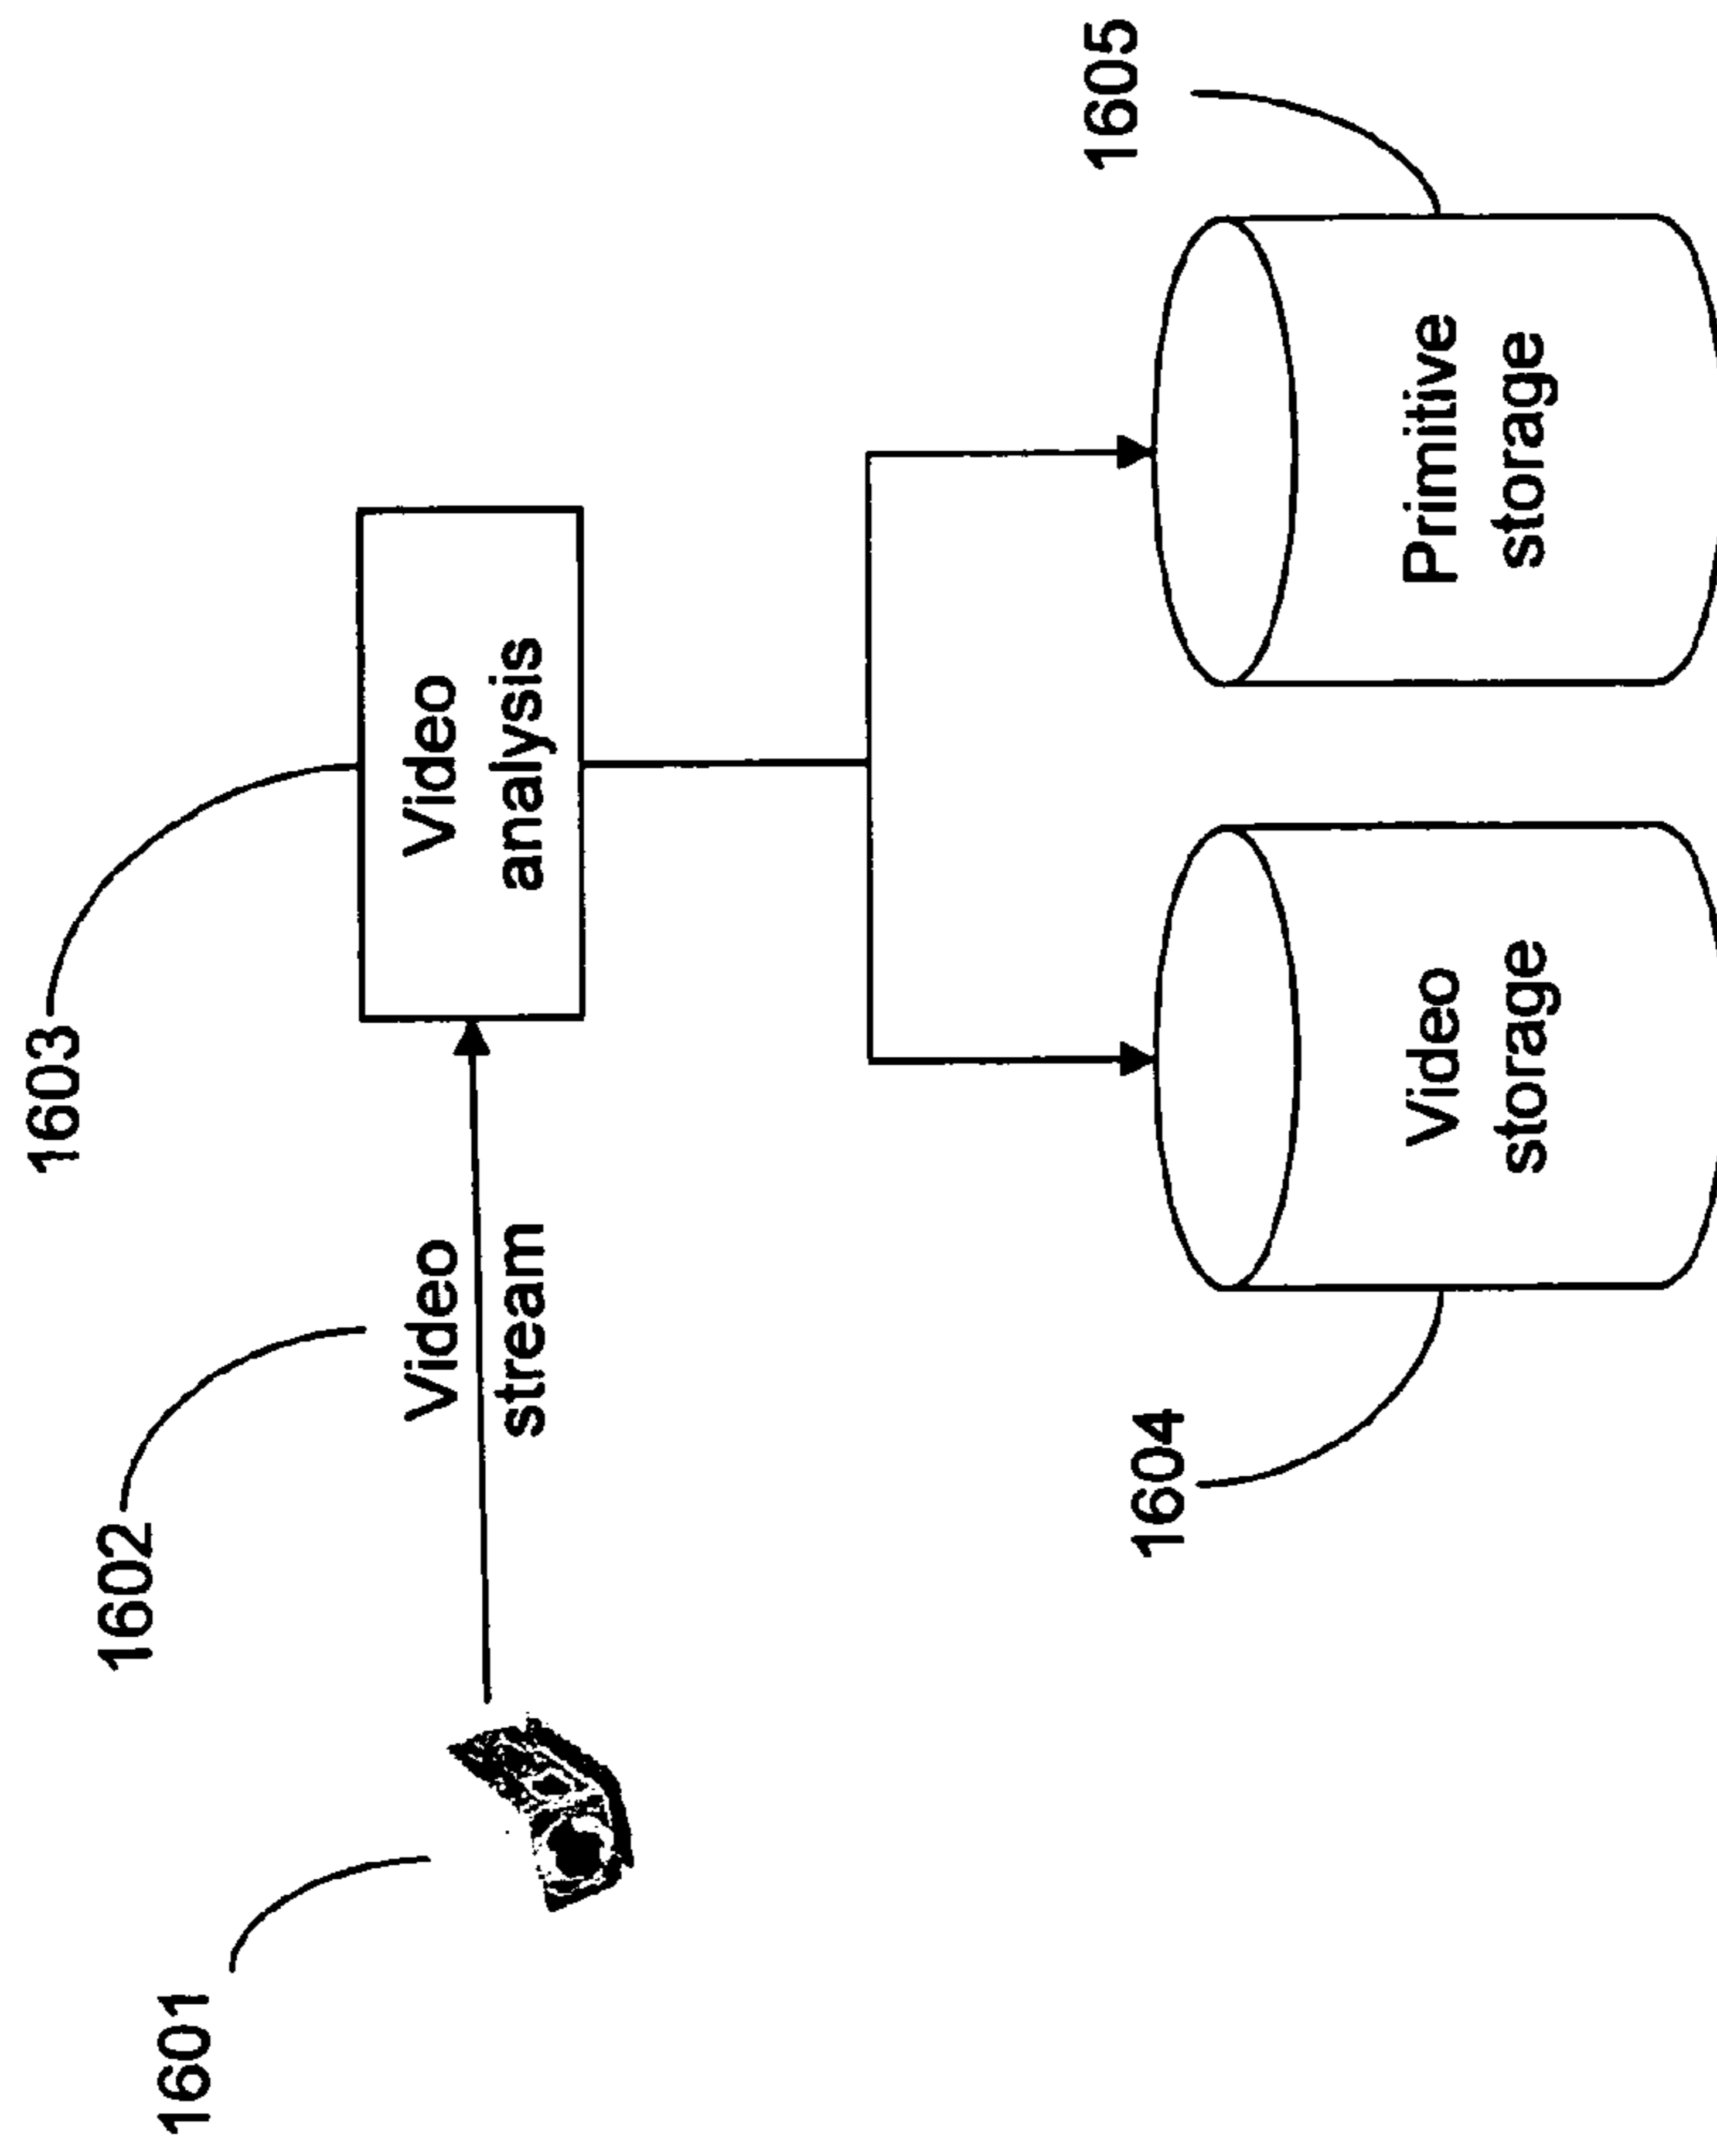 1601
1602
1603
Video
stream
Video
analysis
1604
1605
Video
storage
Primitive
storage